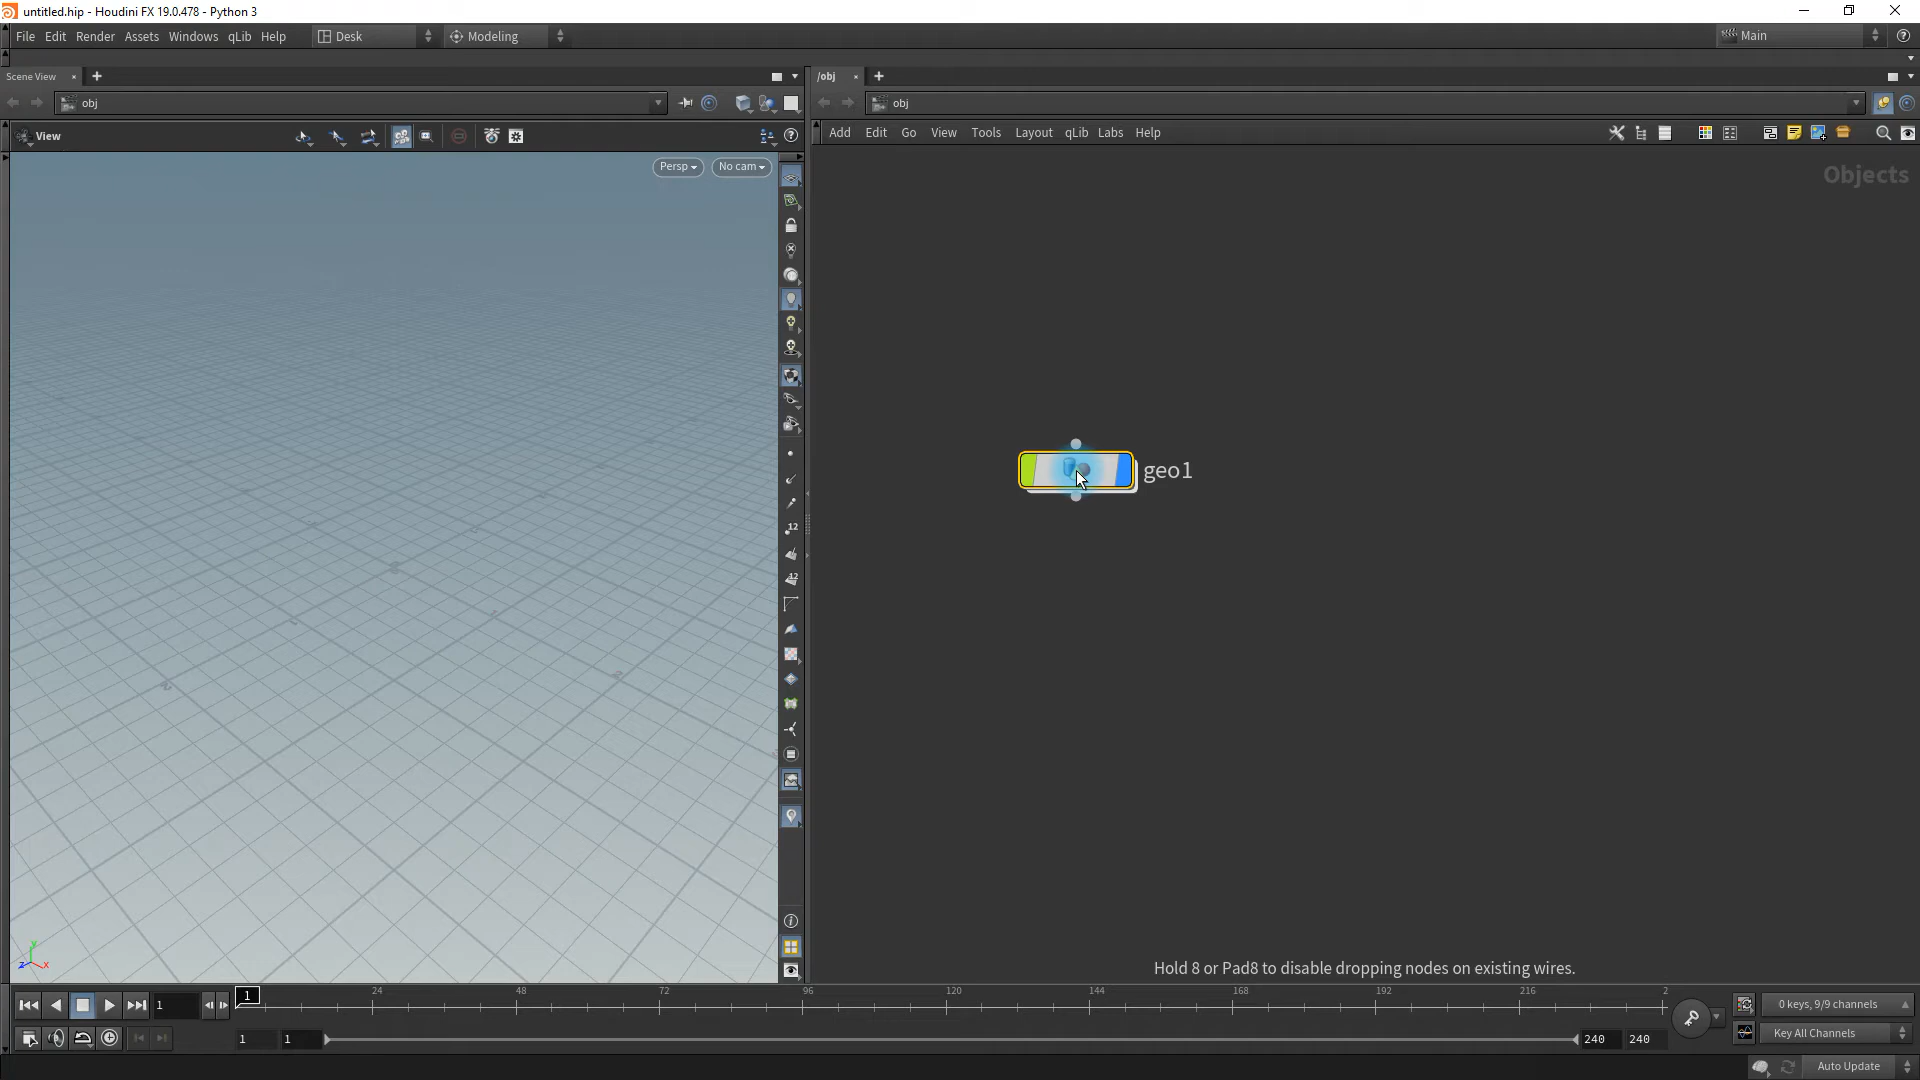 untitled.hip - Houdini FX 19.0.478 - Python 3
File Edit Render Assets Windows qLib Help Desk Modeling Main
Scene View × + /obj × +
obj obj
View Add Edit Go View Tools Layout qLib Labs Help
Persp No cam Objects
12
12
geo1
y
z x
Hold 8 or Pad8 to disable dropping nodes on existing wires.
1 1 24 48 72 96 120 144 168 192 216 2 0 keys, 9/9 channels
1 1 240 240 Key All Channels
Auto Update